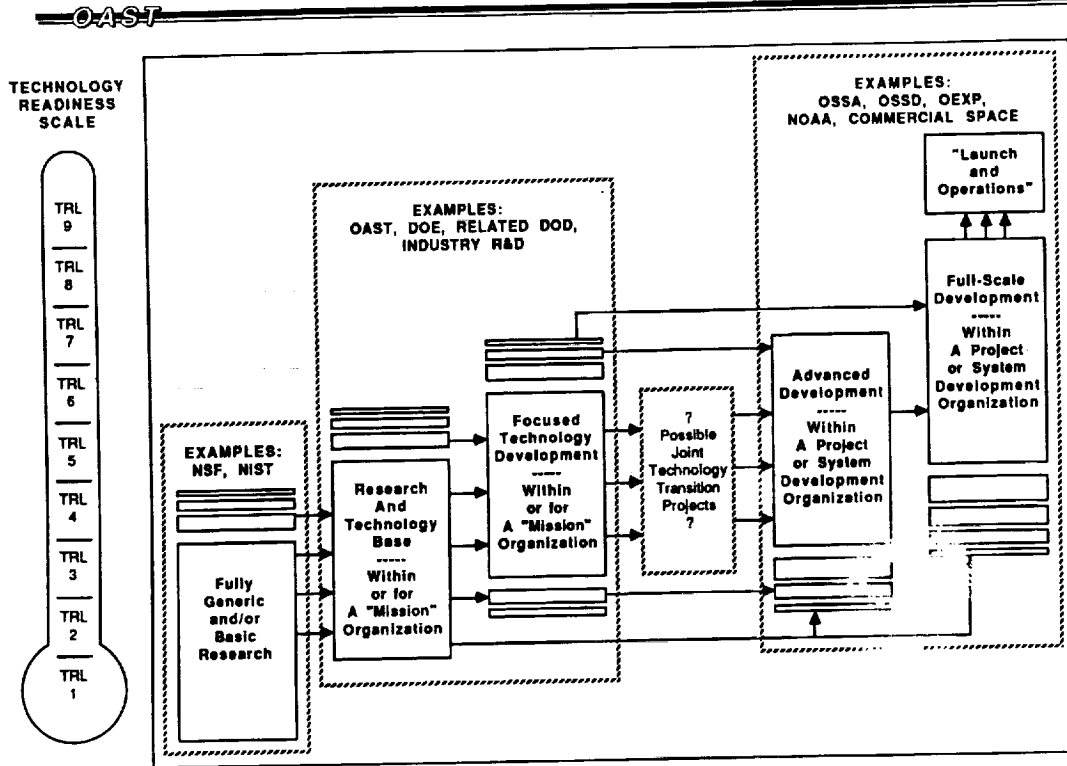 OAST
TECHNOLOGY
READINESS
SCALE
TRL
9
TRL
8
TRL
7
TRL
6
TRL
5
TRL
4
TRL
3
TRL
2
TRL
1
EXAMPLES:
NSF, NIST
Fully
Generic
and/or
Basic
Research
EXAMPLES:
OAST, DOE, RELATED DOD,
INDUSTRY R&D
Research
And
Technology
Base
-----
Within
or for
A "Mission"
Organization
Focused
Technology
Development
-----
Within
or for
A "Mission"
Organization
?
Possible
Joint
Technology
Transition
Projects
?
EXAMPLES:
OSSA, OSSD, OEXP,
NOAA, COMMERCIAL SPACE
Advanced
Development
-----
Within
A Project
or System
Development
Organization
"Launch
and
Operations"
Full-Scale
Development
-----
Within
A Project
or System
Development
Organization